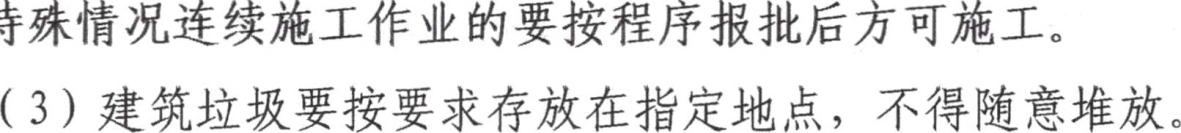 特殊情况连续施工作业的要按程序报批后方可施工。
（3）建筑垃圾要按要求存放在指定地点，不得随意堆放。